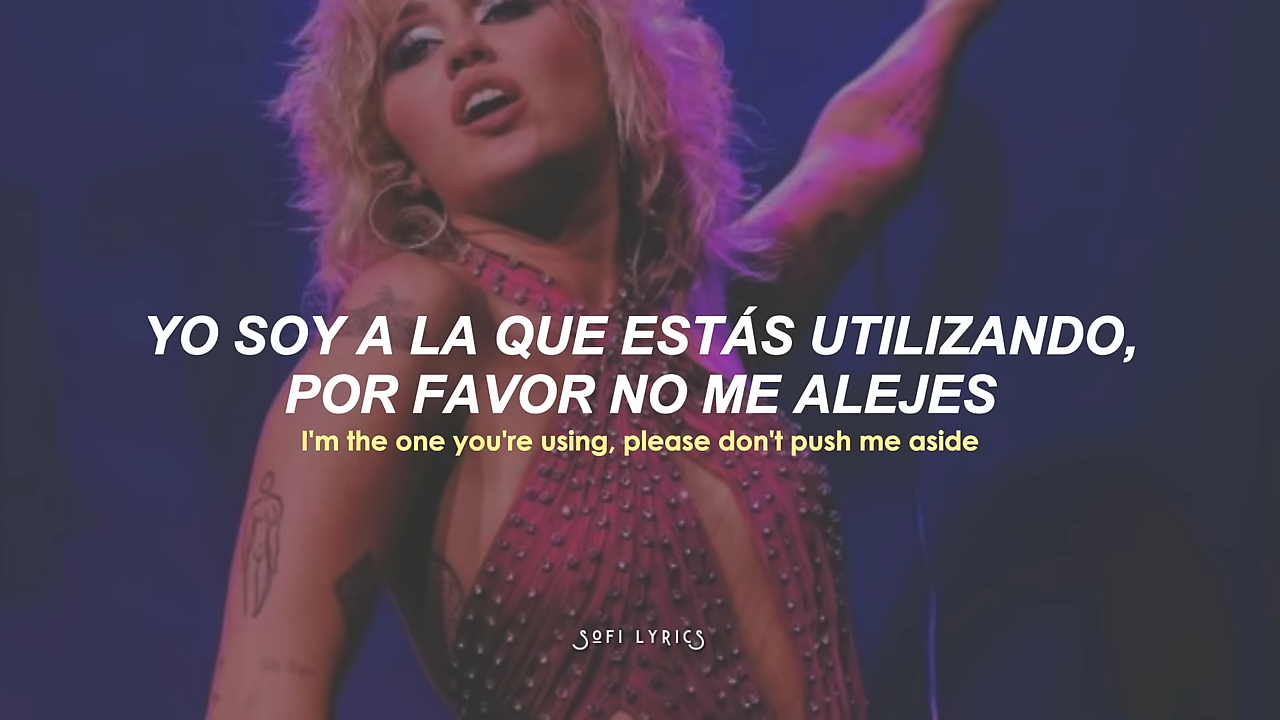 YO SOY A LA QUE ESTÁS UTILIZANDO,
POR FAVOR NO ME ALEJES
I'm the one you're using, please don't push me aside
SOFI LYRICS